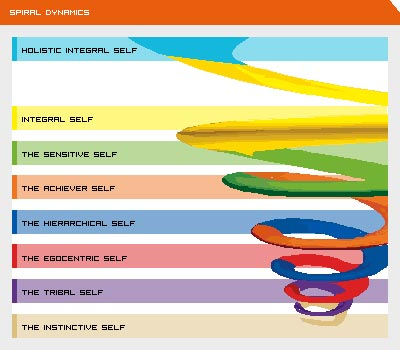 SPIRAL DYNAMICS
HOLISTIC INTEGRAL SELF
INTEGRAL SELF
THE SENSITIVE SELF
THE ACHIEVER SELF
THE HIERARCHICAL SELF
THE EGOCENTRIC SELF
THE TRIBAL SELF
THE INSTINCTIVE SELF